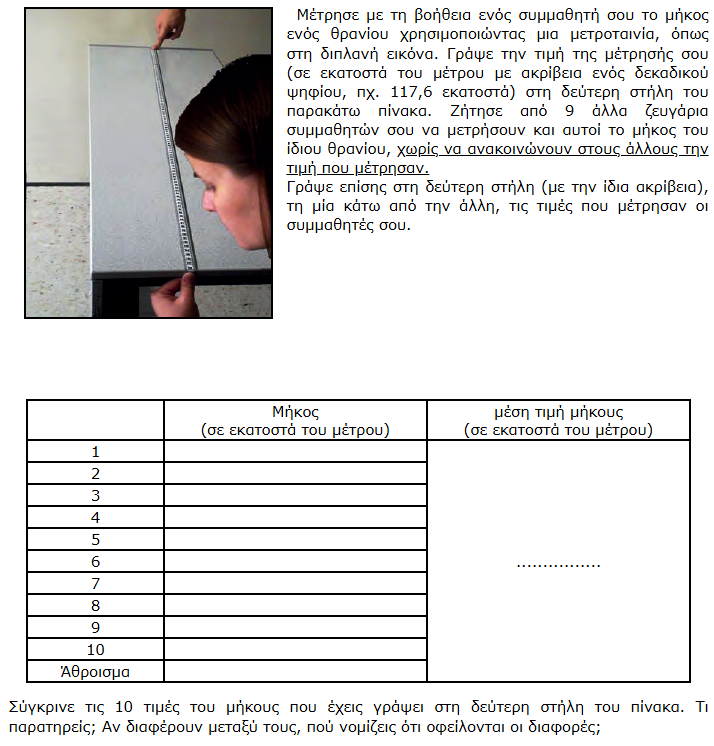 Μέτρησε με τη βοήθεια ενός συμμαθητή σου το μήκος
ενός θρανίου χρησιμοποιώντας μια μετροταινία, όπως
στη διπλανή εικόνα. Γράψε την τιμή της μέτρησής σου
(σε εκατοστά του μέτρου με ακρίβεια ενός δεκαδικού
ψηφίου, πχ. 117,6 εκατοστά) στη δεύτερη στήλη του
παρακάτω πίνακα. Ζήτησε από 9 άλλα ζευγάρια
συμμαθητών σου να μετρήσουν και αυτοί το μήκος του
ίδιου θρανίου, χωρίς να ανακοινώνουν στους άλλους την
τιμή που μέτρησαν.
Γράψε επίσης στη δεύτερη στήλη (με την ίδια ακρίβεια),
τη μία κάτω από την άλλη, τις τιμές που μέτρησαν οι
συμμαθητές σου.
Μήκος
(σε εκατοστά του μέτρου)
μέση τιμή μήκους
(σε εκατοστά του μέτρου)
1
2
3
4
5
6
................
7
8
9
10
Άθροισμα
Σύγκρινε τις 10 τιμές του μήκους που έχεις γράψει στη δεύτερη στήλη του πίνακα. Τι
παρατηρείς; Αν διαφέρουν μεταξύ τους, πού νομίζεις ότι οφείλονται οι διαφορές;